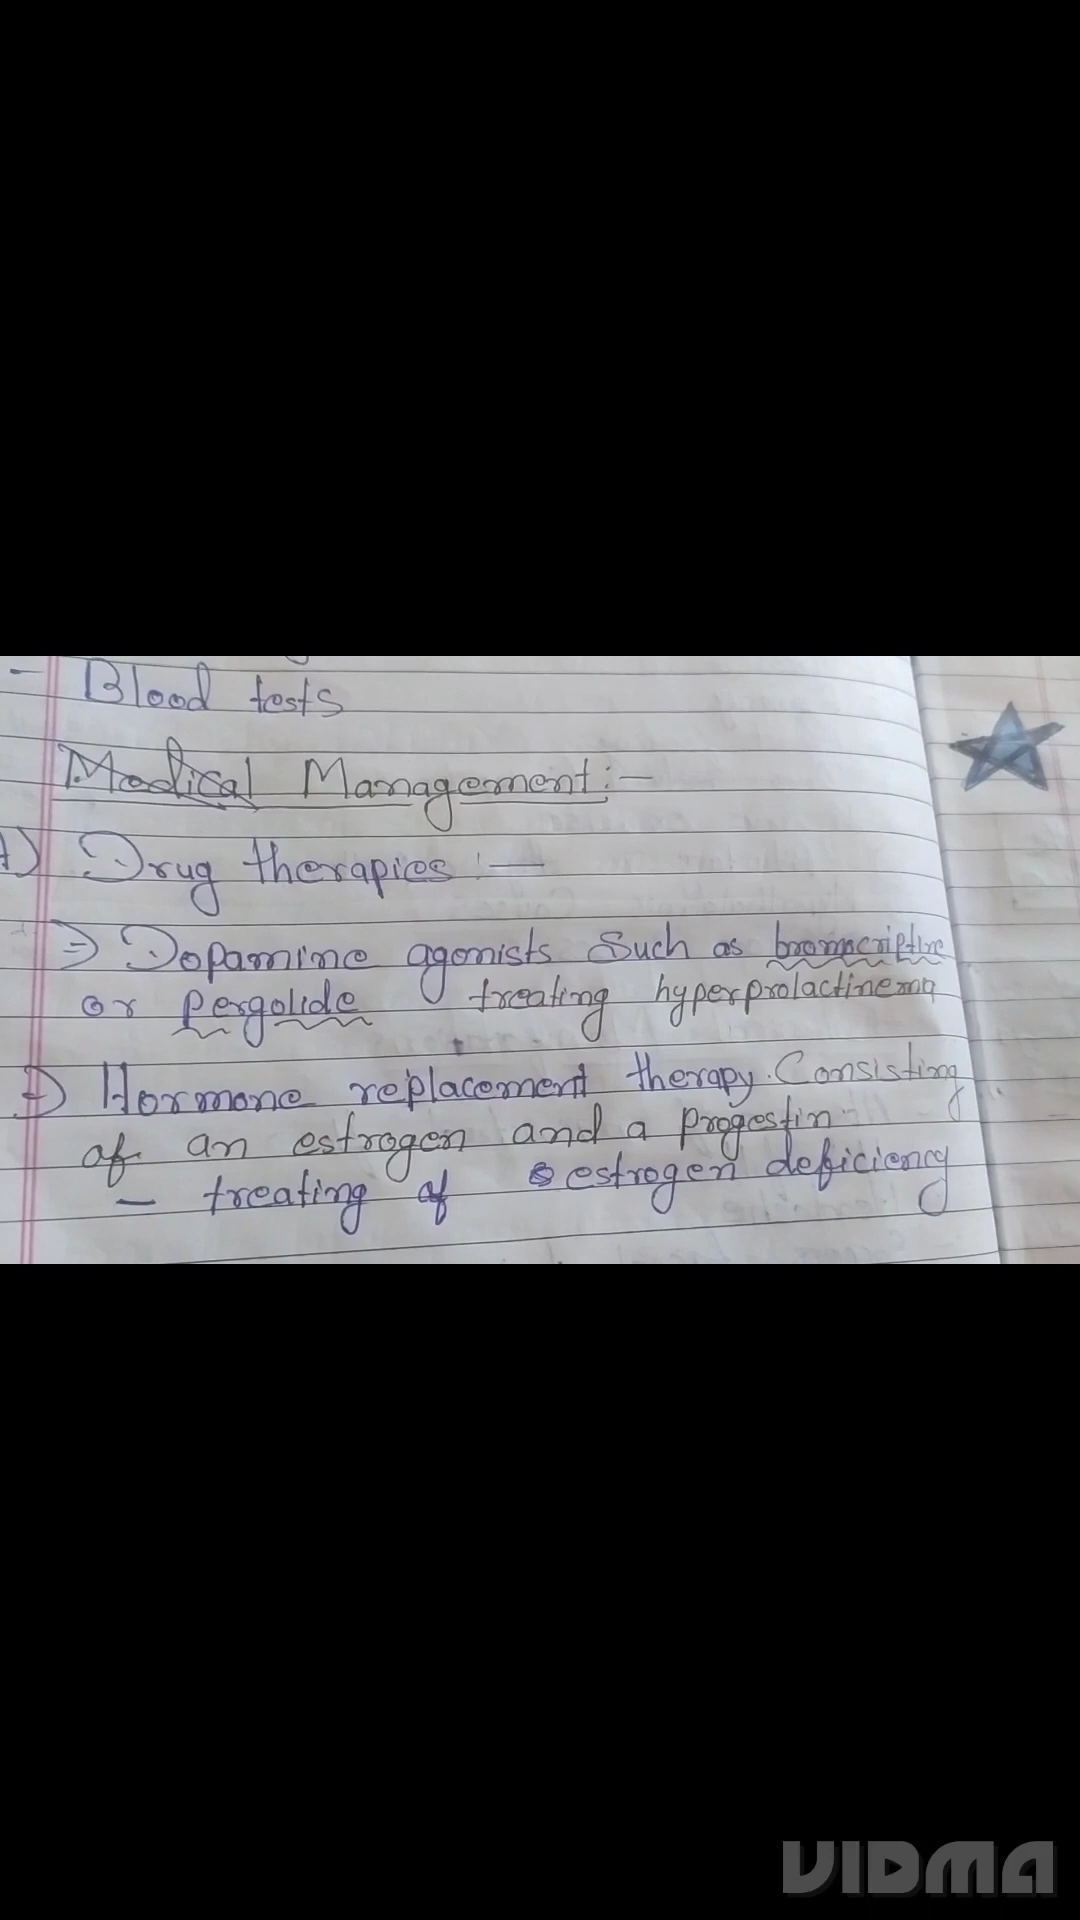 - Blood tests
Medical Management:-
1) Drug therapies :-
=> Dopamine agonists Such as bromocriptine
or pergolide treating hyperprolactinema
=> Hormone replacement therapy. Consisting
of an estrogen and a progestin.
- treating of estrogen deficiency
VIDMA